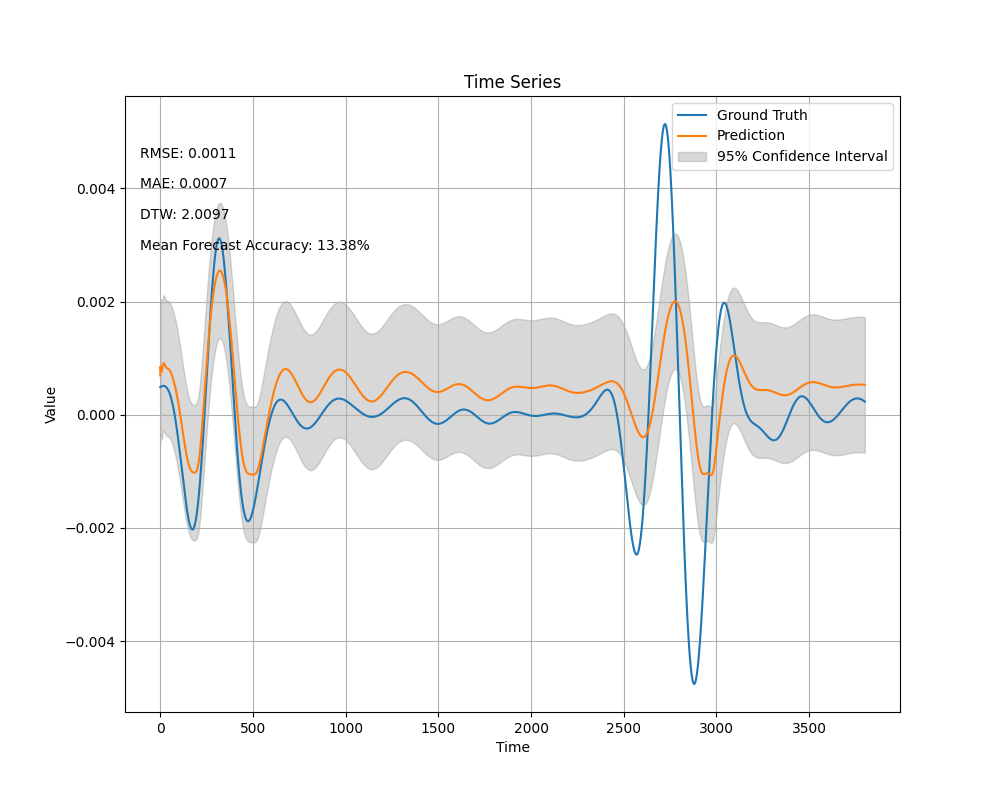 Time Series
Ground Truth
Prediction
95% Confidence Interval
RMSE: 0.0011
MAE: 0.0007
DTW: 2.0097
Mean Forecast Accuracy: 13.38%
Value
0.004
0.002
0.000
−0.002
−0.004
0 500 1000 1500 2000 2500 3000 3500
Time